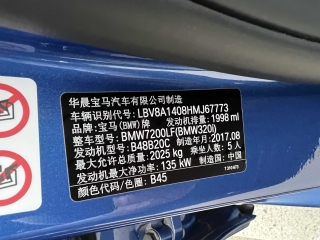 华晨宝马汽车有限公司制造
车辆识别代号: LBV8A1408HMJ67773
品牌: 宝马(BMW)牌 发动机排量: 1998 ml
整车型号: BMW7200LF(BMW320i)
发动机型号: B48B20C 制造年月: 2017.08
最大允许总质量: 2025 kg 乘坐人数: 5人
发动机最大净功率: 135 kW 制造国: 中国
颜色代码/色圈: B45